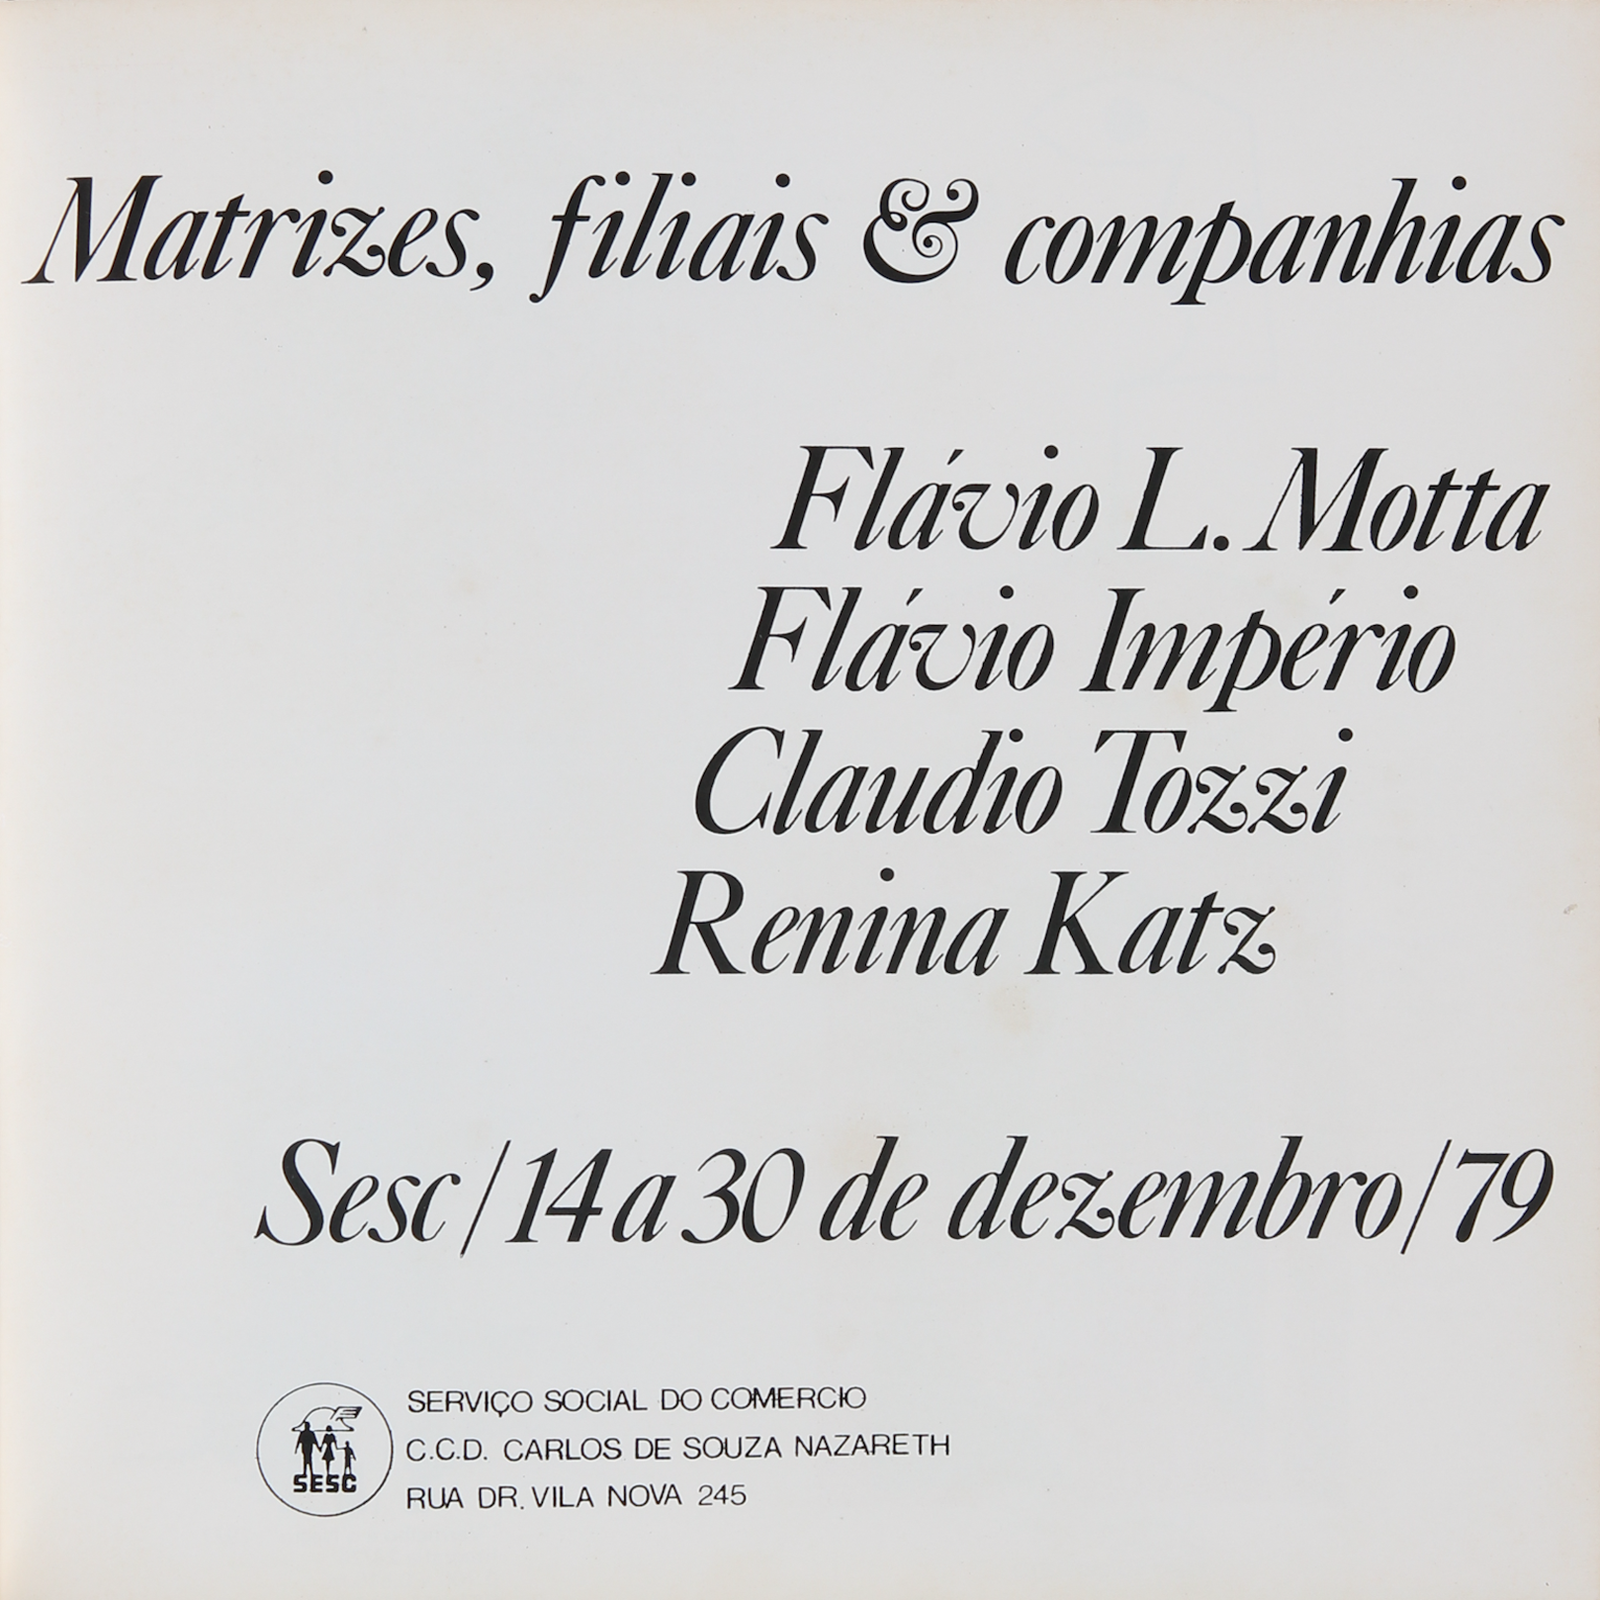 Matrizes, filiais & companhias
Flávio L. Motta
Flávio Império
Claudio Tozzi
Renina Katz
Sesc/14 a 30 de dezembro/79
SERVIÇO SOCIAL DO COMERCIO
C.C.D. CARLOS DE SOUZA NAZARETH
RUA DR. VILA NOVA 245
SESC